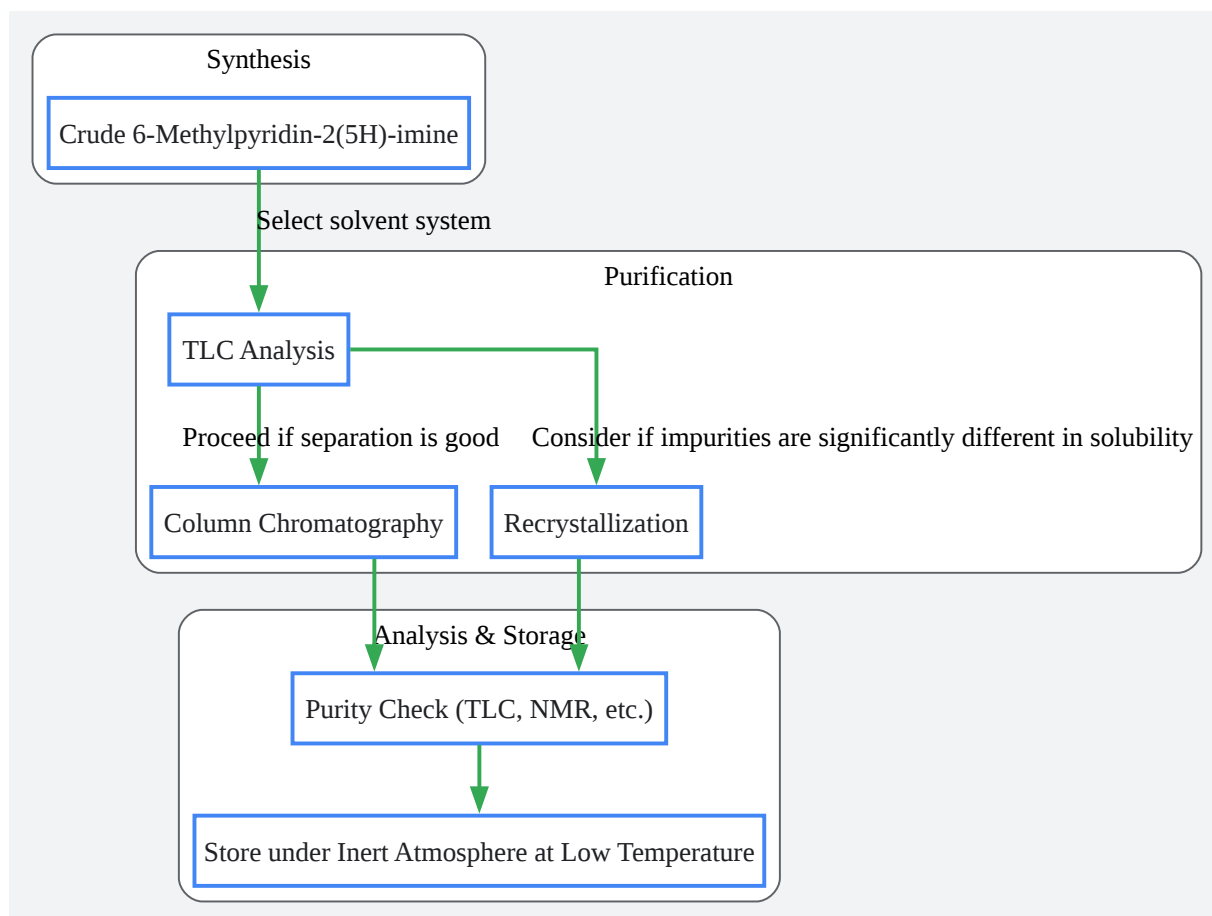 Synthesis
Crude 6-Methylpyridin-2(5H)-imine
Select solvent system
Purification
TLC Analysis
Proceed if separation is good
Consider if impurities are significantly different in solubility
Column Chromatography
Recrystallization
Analysis & Storage
Purity Check (TLC, NMR, etc.)
Store under Inert Atmosphere at Low Temperature